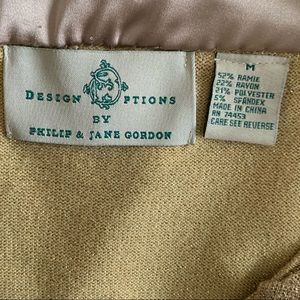 DESIGN OPTIONS
BY
PHILIP & JANE GORDON
M
52% RAMIE
22% RAYON
21% POLYESTER
5% SPANDEX
MADE IN CHINA
RN 74453
CARE SEE REVERSE